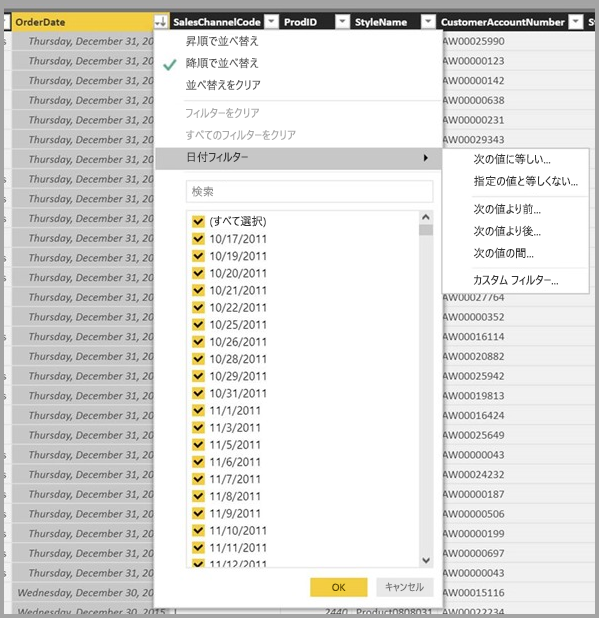 OrderDate SalesChannelCode ProdID StyleName CustomerAccountNumber
Thursday, December 31, 20 AW00025990
Thursday, December 31, 20 AW00000123
Thursday, December 31, 20 AW00000142
Thursday, December 31, 20 AW00000638
Thursday, December 31, 20 AW00000231
Thursday, December 31, 20 AW00029343
昇順で並べ替え
降順で並べ替え
並べ替えをクリア
フィルターをクリア
すべてのフィルターをクリア
日付フィルター
次の値に等しい...
指定の値と等しくない...
次の値より前...
次の値より後...
次の値の間...
カスタム フィルター...
検索
(すべて選択)
10/17/2011
10/19/2011
10/20/2011
10/21/2011
10/22/2011
10/25/2011
10/26/2011
10/28/2011
10/29/2011
10/31/2011
11/1/2011
11/3/2011
11/5/2011
11/6/2011
11/7/2011
11/8/2011
11/9/2011
11/10/2011
11/11/2011
11/12/2011
OK キャンセル
Thursday, December 31, 20
Thursday, December 31, 20
Thursday, December 31, 20
Thursday, December 31, 20
Thursday, December 31, 20
Thursday, December 31, 20
Thursday, December 31, 20
Thursday, December 31, 20
Thursday, December 31, 20 AW00027764
Thursday, December 31, 20 AW00000352
Thursday, December 31, 20 AW00016114
Thursday, December 31, 20 AW00020882
Thursday, December 31, 20 AW00025942
Thursday, December 31, 20 AW00019813
Thursday, December 31, 20 AW00016424
Thursday, December 31, 20 AW00025649
Thursday, December 31, 20 AW00000043
Thursday, December 31, 20 AW00024232
Thursday, December 31, 20 AW00000187
Thursday, December 31, 20 AW00000506
Thursday, December 31, 20 AW00000199
Thursday, December 31, 20 AW00000697
Thursday, December 31, 20 AW00000043
Wednesday, December 30, 20 AW00015116
Wednesday, December 30, 2015 1 2440 Product0808031 AW00022234